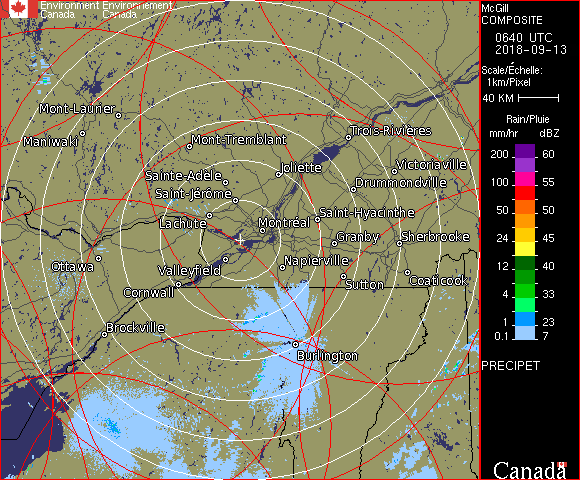 Environment Environnement
Canada Canada
McGill
COMPOSITE
0640 UTC
2018-09-13
Scale/Échelle:
1km/Pixel
40 KM
Rain/Pluie
mm/hr dBZ
200 60
150 57
100 55
50 50
24 45
12 40
4 33
1 23
0.1 7
PRECIPET
Canada
Mont-Laurier
Maniwaki
Mont-Tremblant
Trois-Rivières
Joliette
Victoriaville
Sainte-Adèle
Drummondville
Saint-Jérôme
Lachute
Saint-Hyacinthe
Montréal
Granby
Sherbrooke
Ottawa
Valleyfield
Napierville
Cornwall
Sutton
Coaticook
Brockville
Burlington